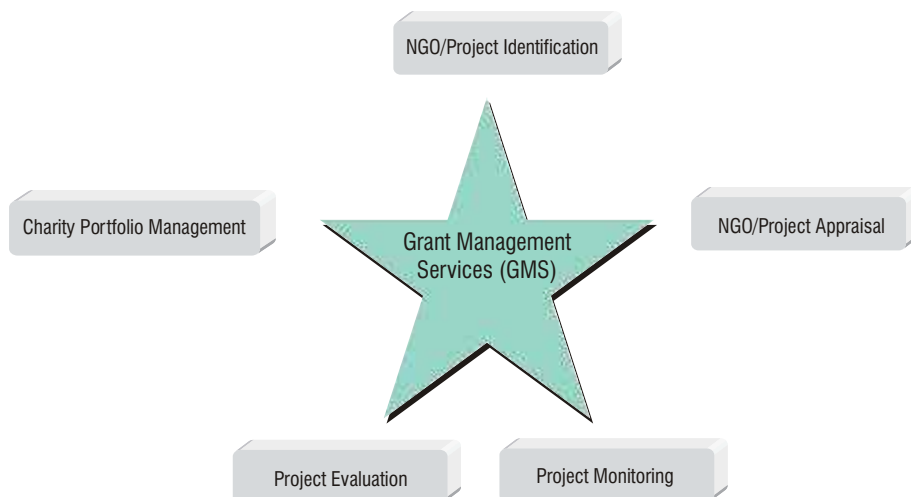 NGO/Project Identification
Charity Portfolio Management
NGO/Project Appraisal
Grant Management
Services (GMS)
Project Evaluation
Project Monitoring